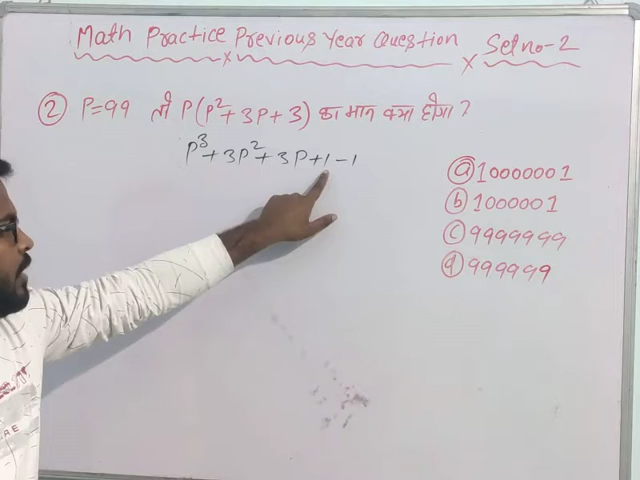 Math Practice Previous Year Question x Set no-2
x
② P=99 तो P(P²+3P+3) का मान क्या होगा ?
P³+3P²+3P+1-1
ⓐ 10000001
ⓑ 1000001
ⓒ 9999999
ⓓ 999999